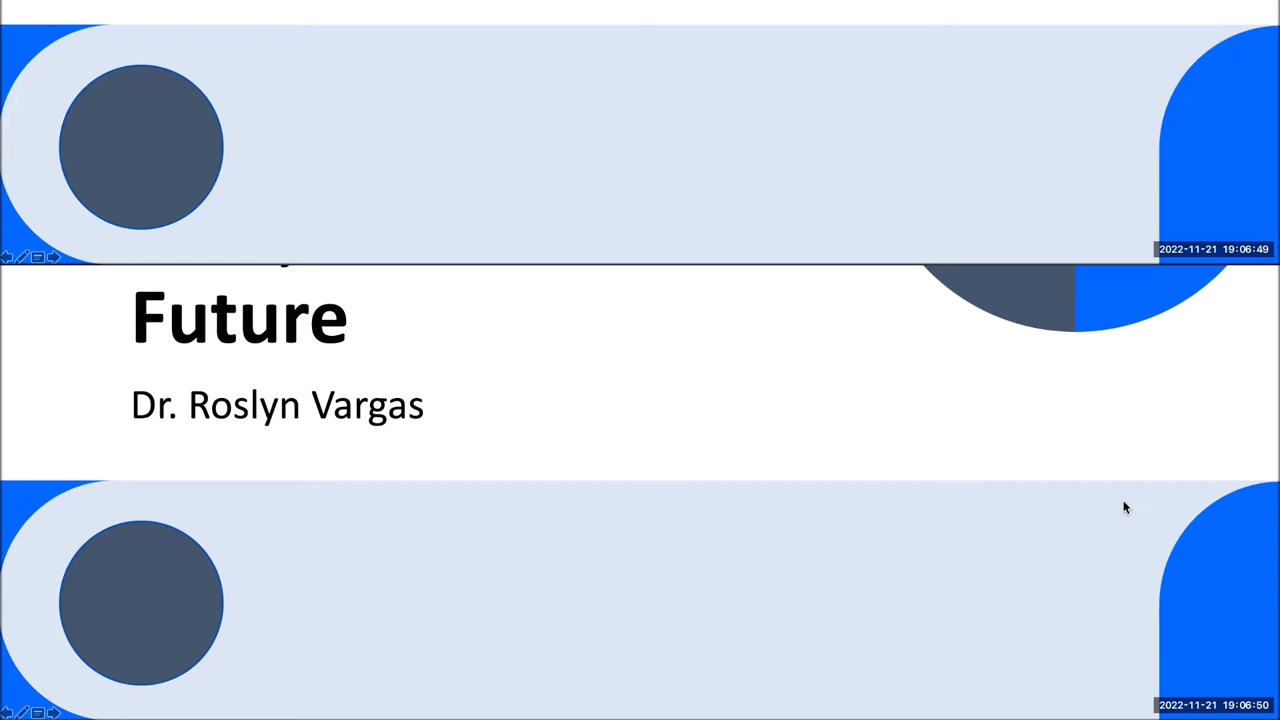 2022-11-21 19:06:49
Future
Dr. Roslyn Vargas
2022-11-21 19:06:50